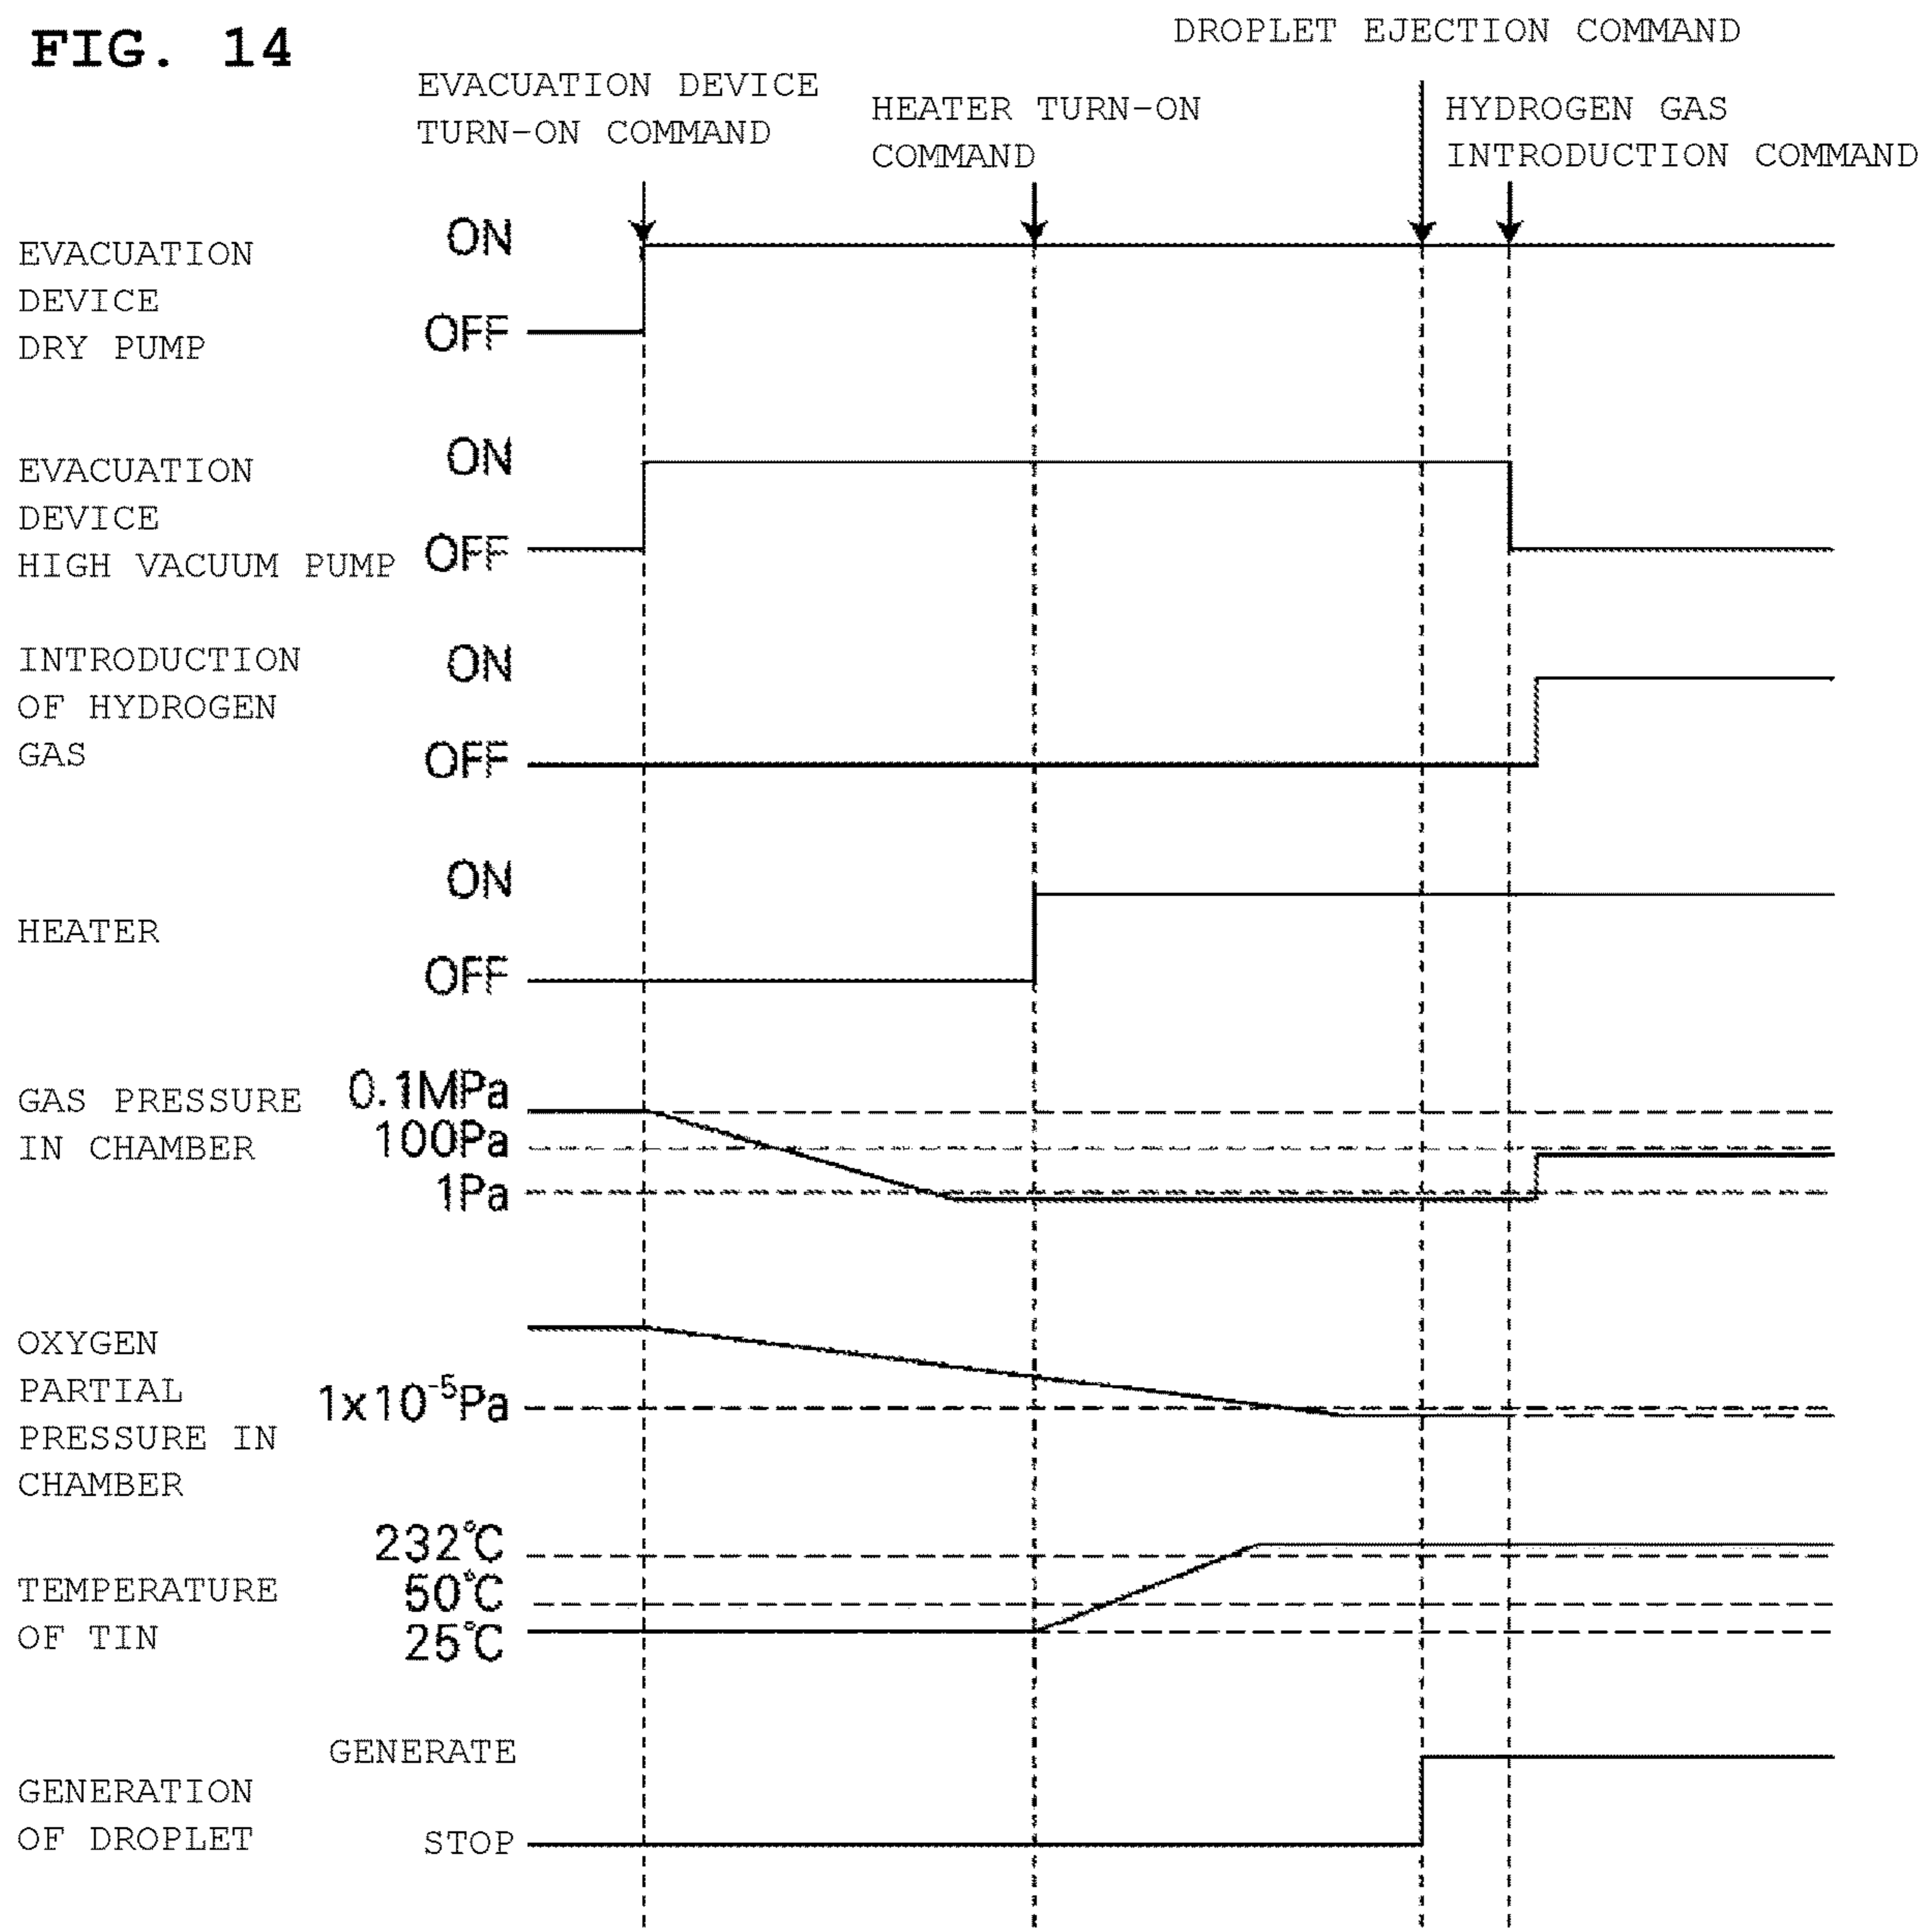 FIG. 14
DROPLET EJECTION COMMAND
EVACUATION DEVICE
TURN-ON COMMAND
HEATER TURN-ON
COMMAND
HYDROGEN GAS
INTRODUCTION COMMAND
EVACUATION
DEVICE
DRY PUMP
ON
OFF
EVACUATION
DEVICE
HIGH VACUUM PUMP
ON
OFF
INTRODUCTION
OF HYDROGEN
GAS
ON
OFF
HEATER
ON
OFF
GAS PRESSURE
IN CHAMBER
0.1MPa
100Pa
1Pa
OXYGEN
PARTIAL
PRESSURE IN
CHAMBER
1x10⁻⁵Pa
TEMPERATURE
OF TIN
232°C
50°C
25°C
GENERATION
OF DROPLET
GENERATE
STOP